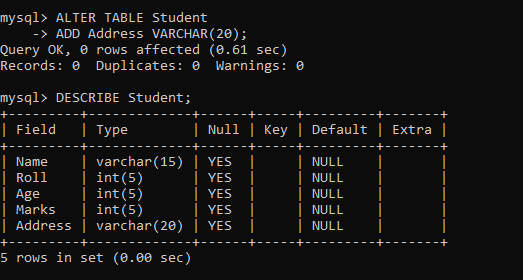 mysql> ALTER TABLE Student
    -> ADD Address VARCHAR(20);
Query OK, 0 rows affected (0.61 sec)
Records: 0  Duplicates: 0  Warnings: 0

mysql> DESCRIBE Student;
+---------+-------------+------+-----+---------+-------+
| Field   | Type        | Null | Key | Default | Extra |
+---------+-------------+------+-----+---------+-------+
| Name    | varchar(15) | YES  |     | NULL    |       |
| Roll    | int(5)      | YES  |     | NULL    |       |
| Age     | int(5)      | YES  |     | NULL    |       |
| Marks   | int(5)      | YES  |     | NULL    |       |
| Address | varchar(20) | YES  |     | NULL    |       |
+---------+-------------+------+-----+---------+-------+
5 rows in set (0.00 sec)